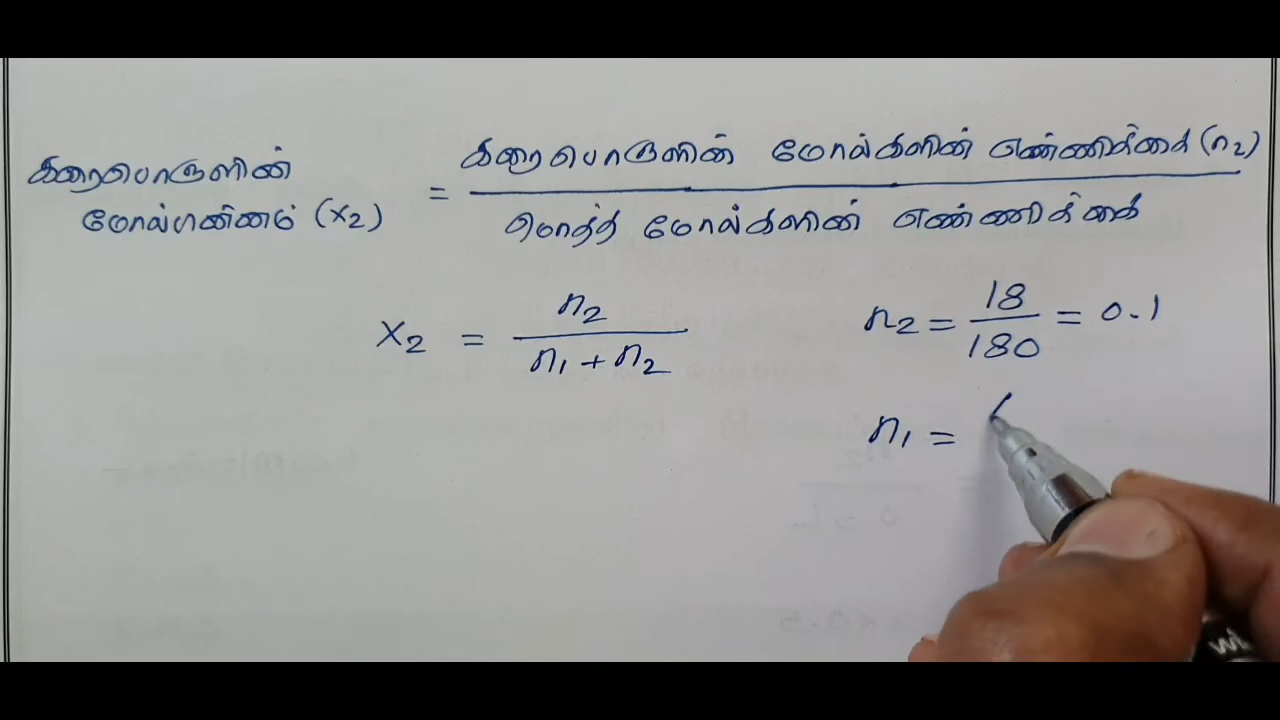 கரைபொருளின் மோல்களின் எண்ணிக்கை (n₂)
கரைபொருளின்
மோல்பின்னம் (x₂) =
மொத்த மோல்களின் எண்ணிக்கை
x₂ = n₂ / n₁ + n₂
n₂ = 18 / 180 = 0.1
n₁ =